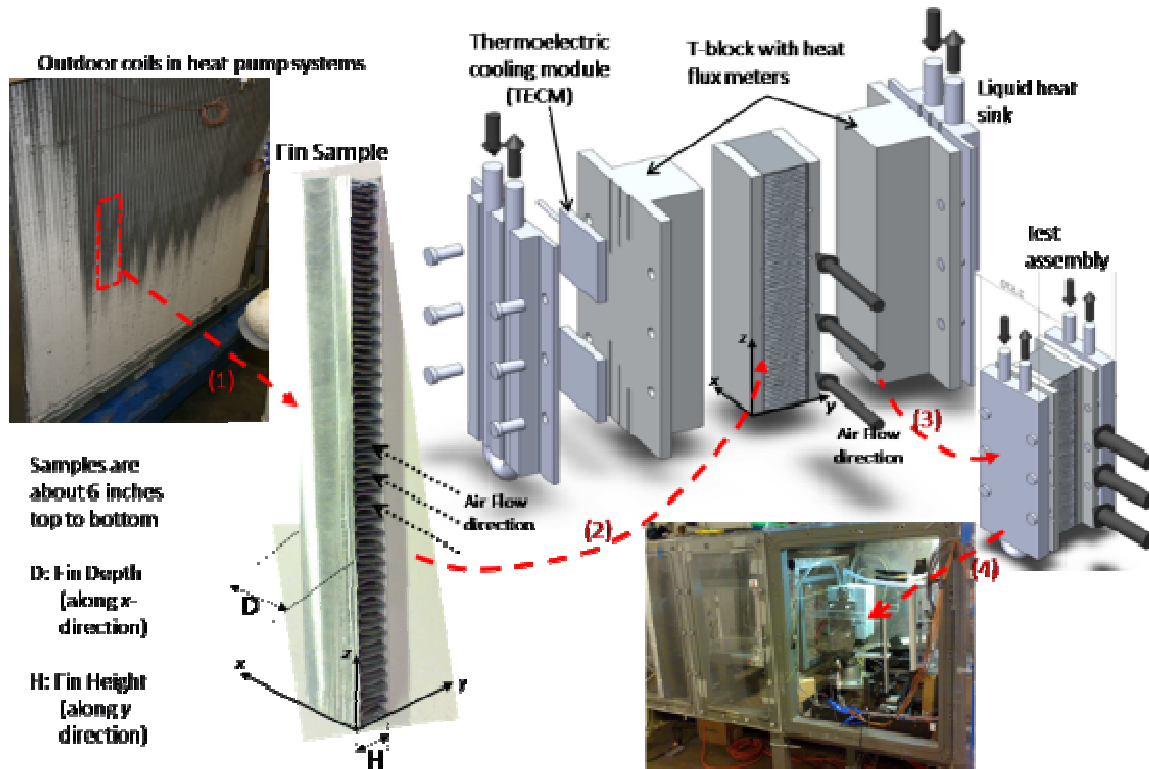 Outdoor coils in heat pump systems
Thermoelectric
cooling module
(TECM)
T-block with heat
flux meters
Liquid heat
sink
Fin Sample
(1)
Test
assembly
z
x
y
Air Flow
direction
(3)
Samples are
about 6 inches
top to bottom
Air Flow
direction
(2)
(4)
D: Fin Depth
(along x-
direction)
D
z
x
Y
H: Fin Height
(along y
direction)
H